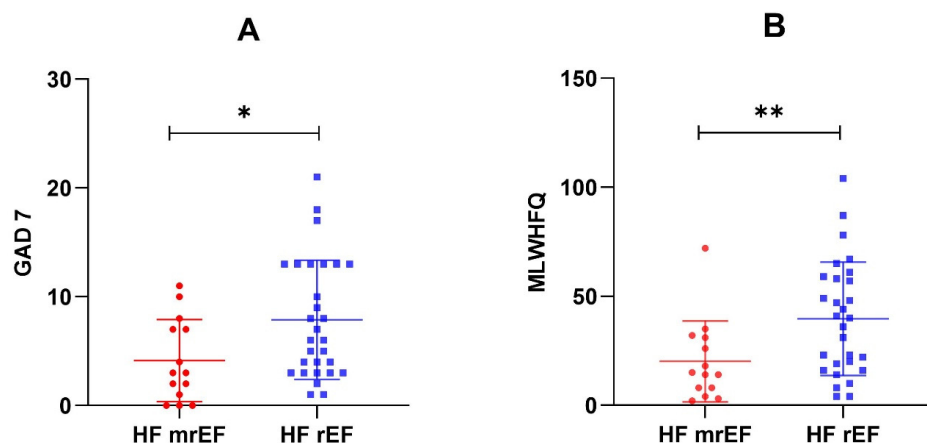 A
GAD 7
30
20
10
0
*
HF mrEF HF rEF
B
MLWHFQ
150
100
50
0
**
HF mrEF HF rEF